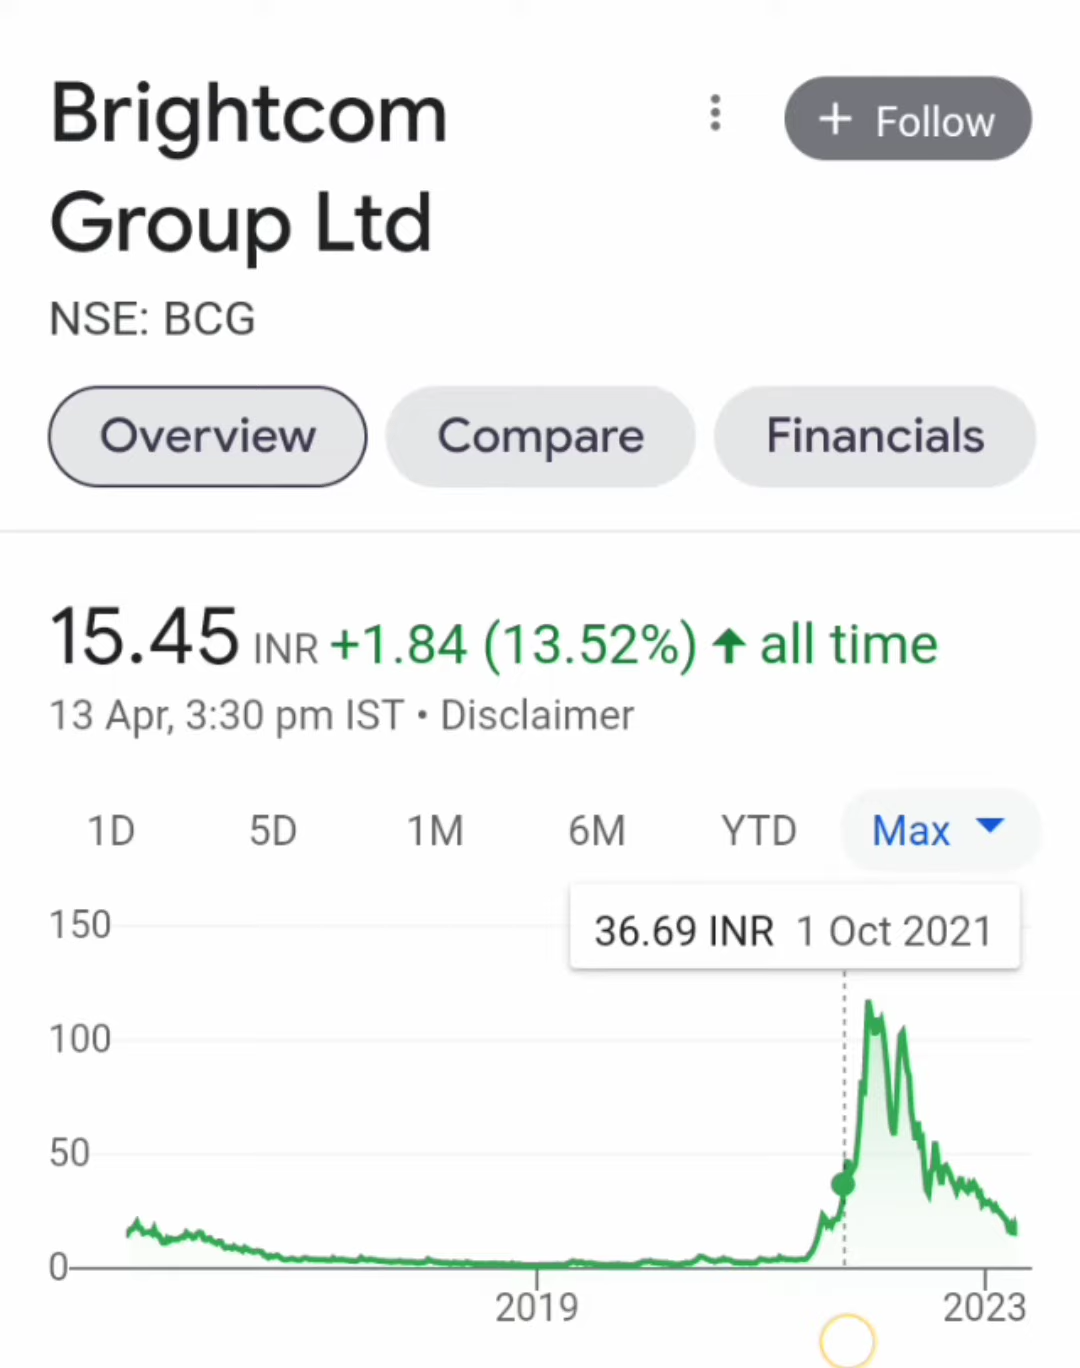 Brightcom
Group Ltd
+ Follow
NSE: BCG
Overview Compare Financials
15.45 INR +1.84 (13.52%) ↑ all time
13 Apr, 3:30 pm IST • Disclaimer
1D 5D 1M 6M YTD Max
36.69 INR 1 Oct 2021
150
100
50
0
2019 2023